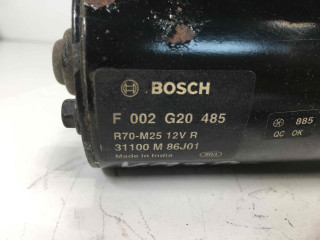 BOSCH
F 002 G20 485
R70-M25 12V R
31100 M 86J01
Made in India
885
QC OK